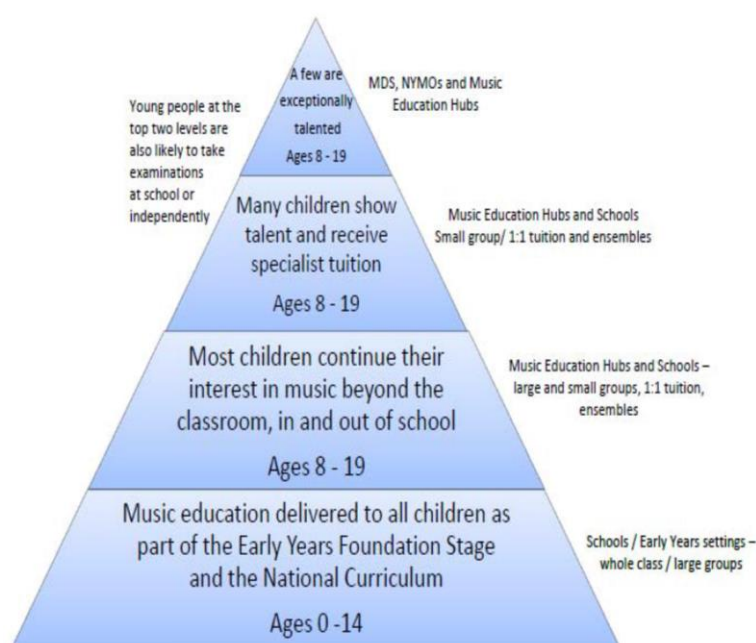 A few are
exceptionally
talented
Ages 8 - 19
MDS, NYMOs and Music
Education Hubs
Young people at the
top two levels are
also likely to take
examinations
at school or
independently
Many children show
talent and receive
specialist tuition
Ages 8 - 19
Music Education Hubs and Schools
Small group/ 1:1 tuition and ensembles
Most children continue their
interest in music beyond the
classroom, in and out of school
Ages 8 - 19
Music Education Hubs and Schools –
large and small groups, 1:1 tuition,
ensembles
Music education delivered to all children as
part of the Early Years Foundation Stage
and the National Curriculum
Ages 0 -14
Schools / Early Years settings –
whole class / large groups